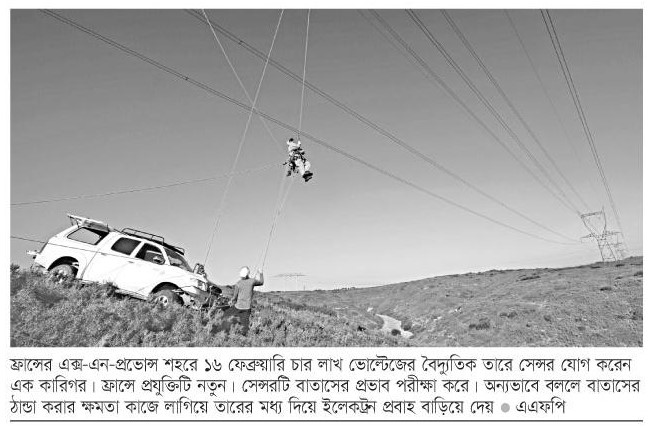 ফ্রান্সের এক্স-এন-প্রভোন্স শহরে ১৬ ফেব্রুয়ারি চার লাখ ভোল্টেজের বৈদ্যুতিক তারে সেন্সর যোগ করেন
এক কারিগর। ফ্রান্সে প্রযুক্তিটি নতুন। সেন্সরটি বাতাসের প্রভাব পরীক্ষা করে। অন্যভাবে বললে বাতাসের
ঠান্ডা করার ক্ষমতা কাজে লাগিয়ে তারের মধ্য দিয়ে ইলেকট্রন প্রবাহ বাড়িয়ে দেয় ● এএফপি